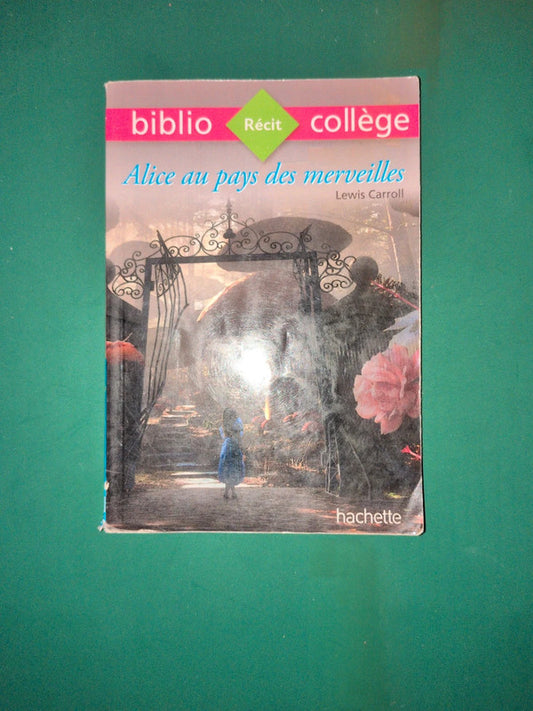 biblio Récit collège
Alice au pays des merveilles
Lewis Carroll
hachette